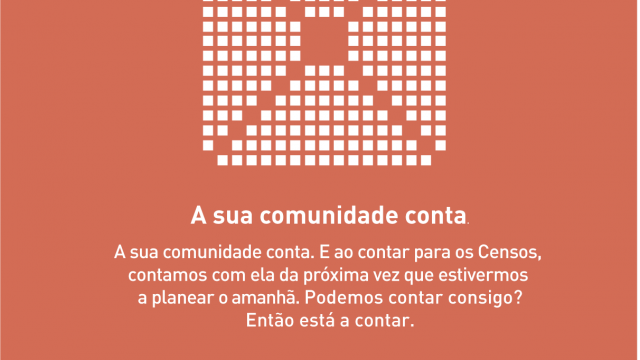 A sua comunidade conta.
A sua comunidade conta. E ao contar para os Censos,
contamos com ela da próxima vez que estivermos
a planear o amanhã. Podemos contar consigo?
Então está a contar.